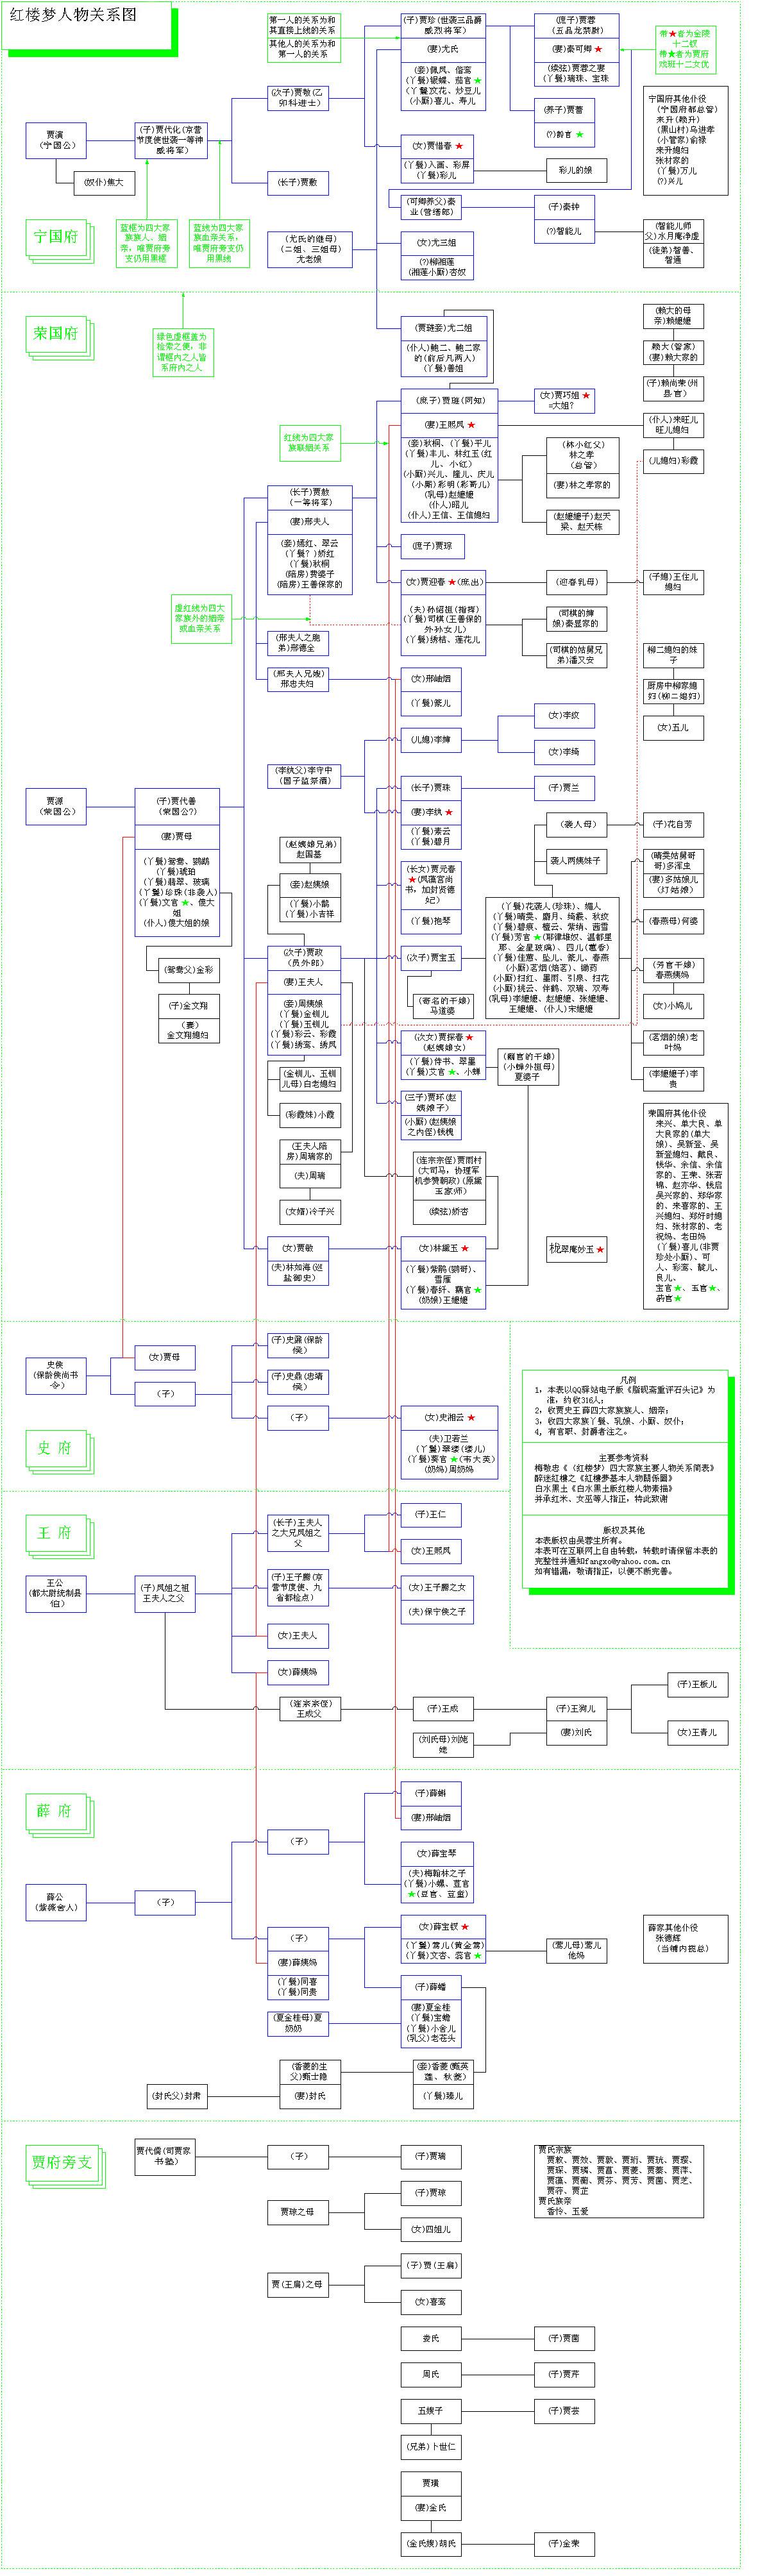 红楼梦人物关系图
第一人的关系为和
其直接上线的关系
其他人的关系为和
第一人的关系
(子)贾珍(世袭三品爵
威烈将军)
(妻)尤氏
(妾)佩凤、偕鸾
(丫鬟)银蝶、茄官★
(丫鬟)文花、炒豆儿
(小厮)喜儿、寿儿
(庶子)贾蓉
(五品龙禁尉)
(妻)秦可卿★
(续弦)贾蓉之妻
(丫鬟)瑞珠、宝珠
带★者为金陵
十二钗
带★者为贾府
戏班十二女伶
(次子)贾敬(乙
卯科进士)
(养子)贾蔷
(?)龄官★
宁国府其他仆役
(宁国府都总管)
来升(赖升)
(黑山村)乌进孝
(小管家)俞禄
来升媳妇
张材家的
(丫鬟)万儿
(?)兴儿
贾演
(宁国公)
(子)贾代化(京营
节度使世袭一等神
威将军)
(奴仆)焦大
(长子)贾敷
(女)贾惜春★
(丫鬟)入画、彩屏
(丫鬟)彩儿
彩儿的娘
(可卿养父)秦
业(营缮郎)
(子)秦钟
(?)智能儿
(智能儿师
父)水月庵净虚
(徒弟)智善、
智通
宁国府
蓝框为四大家
族族人、姻
亲,唯贾府旁
支仍用黑框
蓝线为四大家
族血亲关系,
唯贾府旁支仍
用黑线
(尤氏的继母)
(二姐、三姐母)
尤老娘
(女)尤三姐
(?)柳湘莲
(湘莲小厮)杏奴
荣国府
绿色虚框盖为
检索之便,非
谓框内之人皆
系府内之人
(贾琏妾)尤二姐
(仆人)鲍二、鲍二家
的(前后凡两人)
(丫鬟)善姐
(赖大的母
亲)赖嬷嬷
赖大(管家)
(妻)赖大家的
(子)赖尚荣(州
县官)
(庶子)贾琏(同知)
(妻)王熙凤★
(妾)秋桐、(丫鬟)平儿
(丫鬟)丰儿、林红玉(红
儿、小红)
(小厮)兴儿、隆儿、庆儿
(小厮)彩明(彩哥儿)
(乳母)赵嬷嬷
(仆人)昭儿
(仆人)王信、王信媳妇
(女)贾巧姐★
=大姐?
(仆人)来旺儿
旺儿媳妇
(儿媳)彩霞
红线为四大家
族联姻关系
(林小红父)
林之孝
(总管)
(妻)林之孝家的
(赵嬷嬷子)赵天
梁、赵天栋
(长子)贾赦
(一等将军)
(妻)邢夫人
(妾)嫣红、翠云
(丫鬟?)娇红
(丫鬟)秋桐
(陪房)费婆子
(陪房)王善保家的
(庶子)贾琮
(女)贾迎春★(庶出)
(夫)孙绍祖(指挥)
(丫鬟)司棋(王善保的
外孙女儿)
(丫鬟)绣桔、莲花儿
(迎春乳母)
(子媳)王住儿
媳妇
虚红线为四大
家族外的姻亲
或血亲关系
(司棋的婶
娘)秦显家的
(司棋的姑舅兄
弟)潘又安
(邢夫人之胞
弟)邢德全
(邢夫人兄嫂)
邢忠夫妇
(女)邢岫烟
(丫鬟)篆儿
柳二媳妇的妹
子
厨房中柳家媳
妇(柳二媳妇)
(女)五儿
(李纨父)李守中
(国子监祭酒)
(儿媳)李婶
(女)李纹
(女)李绮
贾源
(荣国公)
(子)贾代善
(荣国公?)
(妻)贾母
(丫鬟)鸳鸯、鹦鹉
(丫鬟)琥珀
(丫鬟)翡翠、玻璃
(丫鬟)珍珠(非袭人)
(丫鬟)文官★、傻大
姐
(仆人)傻大姐的娘
(长子)贾珠
(妻)李纨★
(丫鬟)素云
(丫鬟)碧月
(子)贾兰
(赵姨娘兄弟)
赵国基
(妾)赵姨娘
(丫鬟)小鹊
(丫鬟)小吉祥
(长女)贾元春
★(凤藻宫尚
书,加封贤德
妃)
(丫鬟)抱琴
(袭人母)
(子)花自芳
袭人两姨妹子
(晴雯姑舅哥
哥)多浑虫
(妻)多姑娘儿
(灯姑娘)
(丫鬟)花袭人(珍珠)、媚人
(丫鬟)晴雯、麝月、绮霰、秋纹
(丫鬟)碧痕、檀云、紫绡、茜雪
(丫鬟)芳官★(耶律雄奴、温都里
那、金星玻璃)、四儿(蕙香)
(丫鬟)佳蕙、坠儿、篆儿、春燕
(小厮)茗烟(焙茗)、锄药
(小厮)扫红、墨雨、引泉、扫花
(小厮)挑云、伴鹤、双瑞、双寿
(乳母)李嬷嬷、赵嬷嬷、张嬷嬷、
王嬷嬷、(仆人)宋嬷嬷
(春燕母)何婆
(芳官干娘)
春燕姨妈
(女)小鸠儿
(茗烟的娘)老
叶妈
(李嬷嬷子)李
贵
(鸳鸯父)金彩
(子)金文翔
(妻)
金文翔媳妇
(次子)贾政
(员外郎)
(妻)王夫人
(妾)周姨娘
(丫鬟)金钏儿
(丫鬟)玉钏儿
(丫鬟)彩云、彩霞
(丫鬟)绣鸾、绣凤
(次子)贾宝玉
(寄名的干娘)
马道婆
(次女)贾探春★
(赵姨娘女)
(丫鬟)侍书、翠墨
(丫鬟)艾官★、小蝉
(藕官的干娘)
(小蝉外祖母)
夏婆子
(金钏儿、玉钏
儿母)白老媳妇
(彩霞妹)小霞
(三子)贾环(赵
姨娘子)
(小厮)(赵姨娘
之内侄)钱槐
(王夫人陪
房)周瑞家的
(夫)周瑞
(女婿)冷子兴
(连宗宗侄)贾雨村
(大司马,协理军
机参赞朝政)(原黛
玉家师)
(续弦)娇杏
荣国府其他仆役
来兴、单大良、单
大良家的(单大
娘)、吴新登、吴
新登媳妇、戴良、
钱华、余信、余信
家的、王荣、张若
锦、赵亦华、钱启
吴兴家的、郑华家
的、来喜家的、王
兴媳妇、郑好时媳
妇、张材家的、老
祝妈、老田妈
(丫鬟)喜儿(非贾
珍处小厮)、可
人、彩鸾、靛儿、
良儿、
宝官★、玉官★、
药官★
(女)贾敏
(夫)林如海(巡
盐御史)
(女)林黛玉★
(丫鬟)紫鹃(鹦哥)、
雪雁
(丫鬟)春纤、藕官★
(奶娘)王嬷嬷
栊翠庵妙玉★
史侯
(保龄侯尚书
令)
(女)贾母
(子)
(子)史鼐(保龄
侯)
(子)史鼎(忠靖
侯)
(子)
(女)史湘云★
(夫)卫若兰
(丫鬟)翠缕(缕儿)
(丫鬟)葵官★(韦大英)
(奶妈)周奶妈
史府
凡例
1,本表以QQ驿站电子版《脂砚斋重评石头记》为
准,约收316人;
2,收贾史王薛四大家族族人、姻亲;
3,收四大家族丫鬟、乳娘、小厮、奴仆;
4,有官职、封爵者注之。
主要参考资料
梅敬忠《〈红楼梦〉四大家族主要人物关系简表》
醉迷红楼之《紅樓夢基本人物關係圖》
白水黑土《白水黑土版红楼人物素描》
并承红米、女巫等人指正,特此致谢
版权及其他
本表版权由吴蓉生所有。
本表可在互联网上自由转载,转载时请保留本表的
完整性并通知fangxo@yahoo.com.cn
如有错漏,敬请指正,以便不断完善。
王府
王公
(都太尉统制县
伯)
(子)凤姐之祖
王夫人之父
(长子)王夫人
之大兄凤姐之
父
(子)王仁
(女)王熙凤
(子)王子腾(京
营节度使、九
省都检点)
(女)王子腾之女
(夫)保宁侯之子
(女)王夫人
(女)薛姨妈
(连宗宗侄)
王成父
(子)王成
(子)王狗儿
(妻)刘氏
(子)王板儿
(女)王青儿
(刘氏母)刘姥
姥
薛府
薛公
(紫薇舍人)
(子)
(子)
(子)薛蝌
(妻)邢岫烟
(女)薛宝琴
(夫)梅翰林之子
(丫鬟)小螺、荳官
★(豆官、荳童)
(子)
(妻)薛姨妈
(丫鬟)同喜
(丫鬟)同贵
(女)薛宝钗★
(丫鬟)莺儿(黄金莺)
(丫鬟)文杏、蕊官★
(莺儿母)莺儿
他妈
薛家其他仆役
张德辉
(当铺内揽总)
(子)薛蟠
(妻)夏金桂
(丫鬟)宝蟾
(丫鬟)小舍儿
(乳父)老苍头
(夏金桂母)夏
奶奶
(香菱的生
父)甄士隐
(妻)封氏
(封氏父)封肃
(妾)香菱(甄英
莲、秋菱)
(丫鬟)臻儿
贾府旁支
贾代儒(司贾家
书塾)
(子)
(子)贾瑞
贾氏宗族
贾敕、贾效、贾敦、贾珩、贾珖、贾璎、
贾琛、贾璘、贾菖、贾菱、贾蓁、贾萍、
贾藻、贾蘅、贾芬、贾芳、贾菌、贾芝、
贾荇、贾芷
贾氏族亲
香怜、玉爱
贾琼之母
(子)贾琼
(女)四姐儿
贾(王扁)之母
(子)贾(王扁)
(女)喜鸾
娄氏
(子)贾菌
周氏
(子)贾芹
五嫂子
(子)贾芸
(兄弟)卜世仁
贾璜
(妻)金氏
(金氏嫂)胡氏
(子)金荣